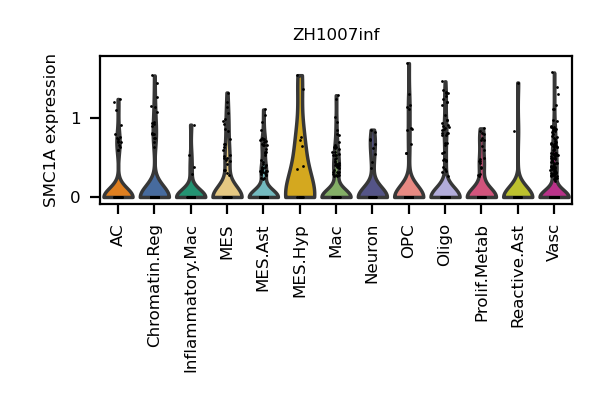 ZH1007inf
SMC1A expression
1
0
AC
Chromatin.Reg
Inflammatory.Mac
MES
MES.Ast
MES.Hyp
Mac
Neuron
OPC
Oligo
Prolif.Metab
Reactive.Ast
Vasc